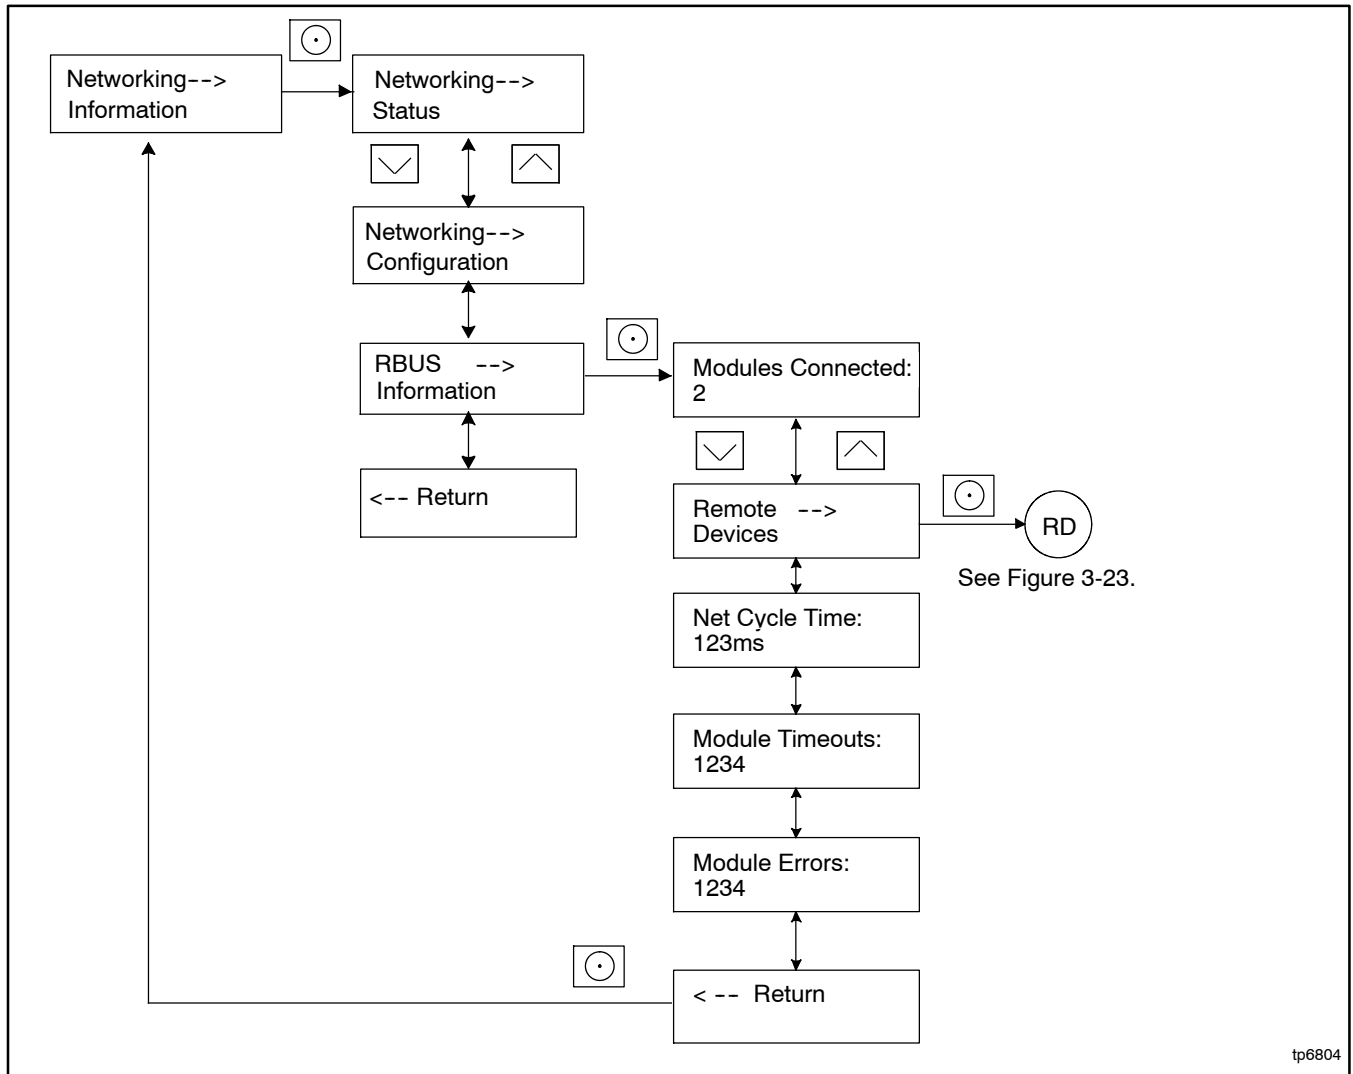 Networking-->
Information
Networking-->
Status
Networking-->
Configuration
RBUS -->
Information
<-- Return
Modules Connected:
2
Remote -->
Devices
RD
See Figure 3-23.
Net Cycle Time:
123ms
Module Timeouts:
1234
Module Errors:
1234
< -- Return
tp6804